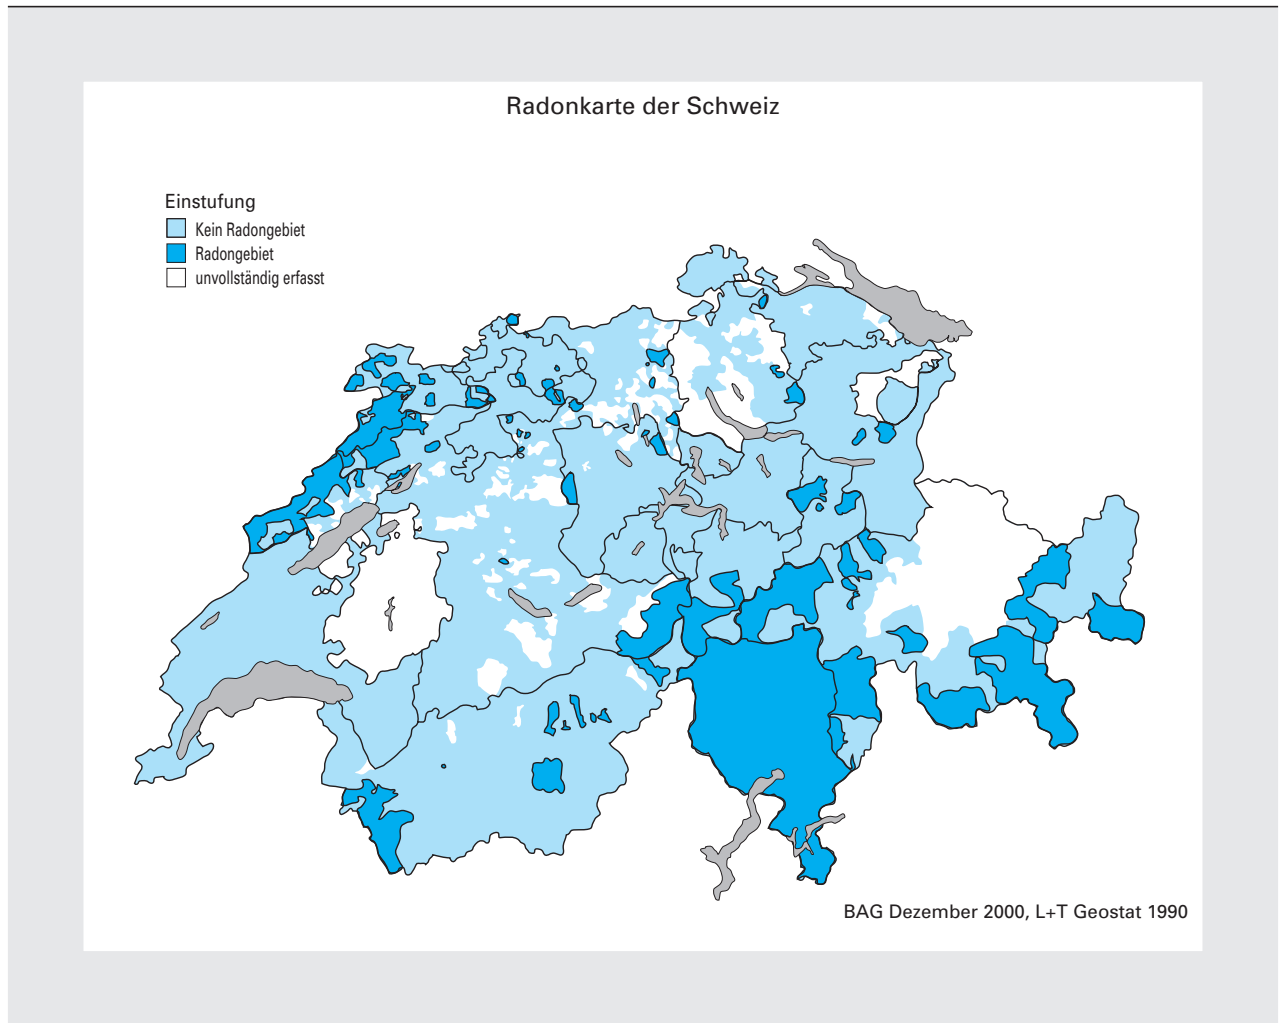 Radonkarte der Schweiz
Einstufung
Kein Radongebiet
Radongebiet
unvollständig erfasst
BAG Dezember 2000, L+T Geostat 1990